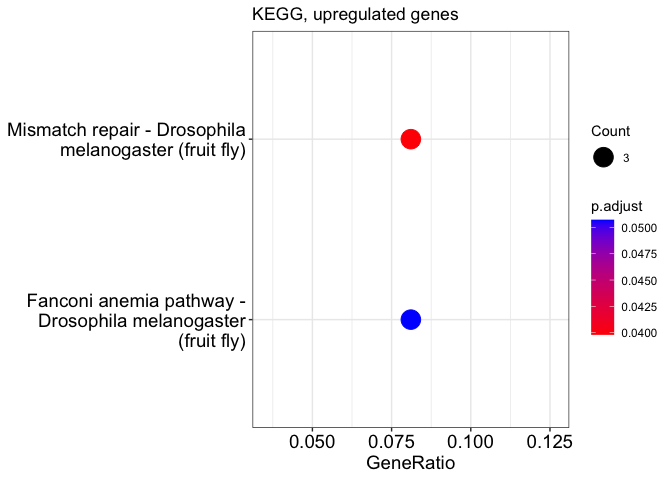 KEGG, upregulated genes
Mismatch repair - Drosophila
melanogaster (fruit fly)
Fanconi anemia pathway -
Drosophila melanogaster
(fruit fly)
0.050 0.075 0.100 0.125
GeneRatio
Count
3
p.adjust
0.0500
0.0475
0.0450
0.0425
0.0400